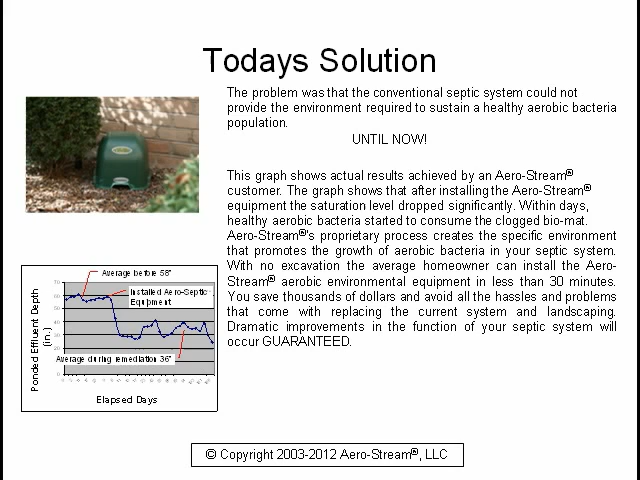 Todays Solution
The problem was that the conventional septic system could not
provide the environment required to sustain a healthy aerobic bacteria
population.
UNTIL NOW!
This graph shows actual results achieved by an Aero-Stream®
customer. The graph shows that after installing the Aero-Stream®
equipment the saturation level dropped significantly. Within days,
healthy aerobic bacteria started to consume the clogged bio-mat.
Aero-Stream®'s proprietary process creates the specific environment
that promotes the growth of aerobic bacteria in your septic system.
With no excavation the average homeowner can install the Aero-
Stream® aerobic environmental equipment in less than 30 minutes.
You save thousands of dollars and avoid all the hassles and problems
that come with replacing the current system and landscaping.
Dramatic improvements in the function of your septic system will
occur GUARANTEED.
Average before 58"
Installed Aero-Septic
Equipment
Average during remediation 36"
Ponded Effluent Depth
(in.)
70
60
50
40
30
20
10
0
Elapsed Days
© Copyright 2003-2012 Aero-Stream®, LLC